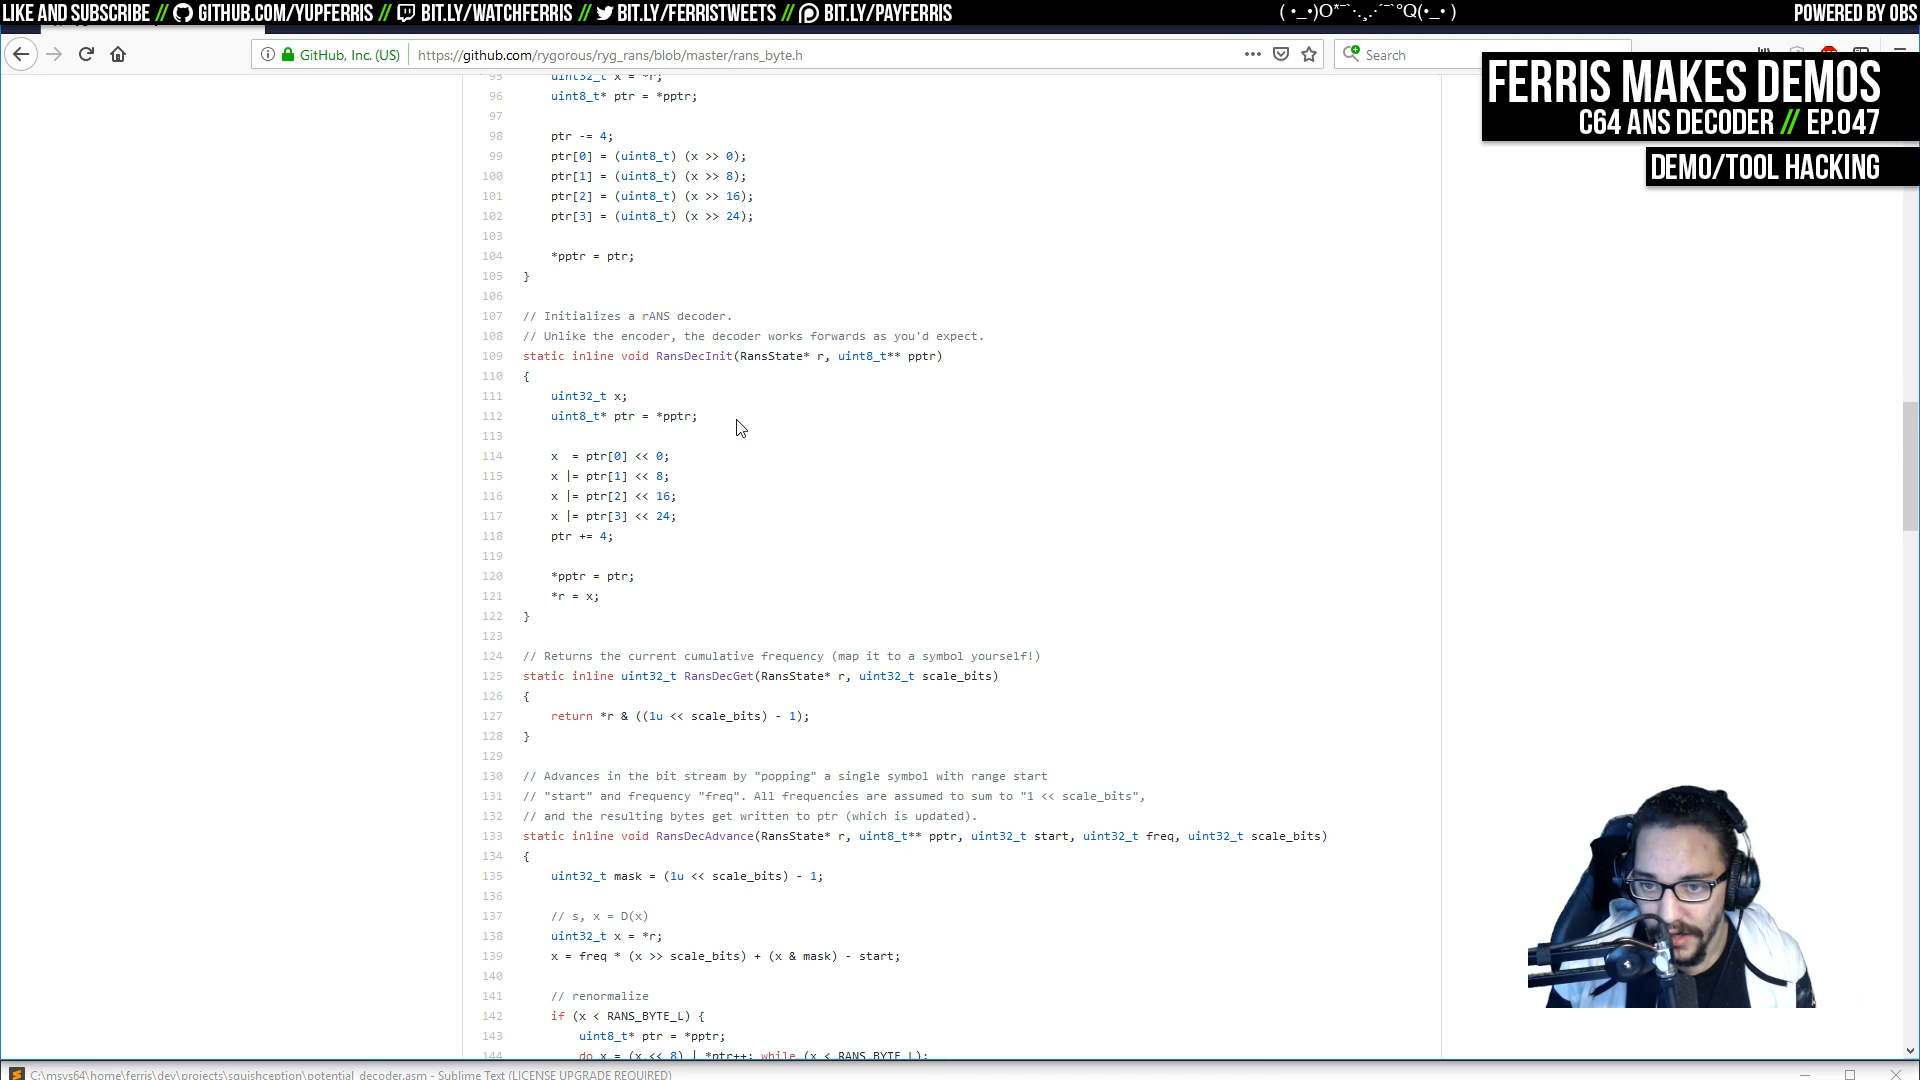 LIKE AND SUBSCRIBE // GITHUB.COM/YUPFERRIS // BIT.LY/WATCHFERRIS // BIT.LY/FERRISTWEETS // BIT.LY/PAYFERRIS
POWERED BY OBS
GitHub, Inc. (US) https://github.com/rygorous/ryg_rans/blob/master/rans_byte.h
Search
FERRIS MAKES DEMOS
C64 ANS DECODER // EP.047
DEMO/TOOL HACKING
95 uint32_t x = *r;
96 uint8_t* ptr = *pptr;
97
98 ptr -= 4;
99 ptr[0] = (uint8_t) (x >> 0);
100 ptr[1] = (uint8_t) (x >> 8);
101 ptr[2] = (uint8_t) (x >> 16);
102 ptr[3] = (uint8_t) (x >> 24);
103
104 *pptr = ptr;
105 }
106
107 // Initializes a rANS decoder.
108 // Unlike the encoder, the decoder works forwards as you'd expect.
109 static inline void RansDecInit(RansState* r, uint8_t** pptr)
110 {
111 uint32_t x;
112 uint8_t* ptr = *pptr;
113
114 x  = ptr[0] << 0;
115 x |= ptr[1] << 8;
116 x |= ptr[2] << 16;
117 x |= ptr[3] << 24;
118 ptr += 4;
119
120 *pptr = ptr;
121 *r = x;
122 }
123
124 // Returns the current cumulative frequency (map it to a symbol yourself!)
125 static inline uint32_t RansDecGet(RansState* r, uint32_t scale_bits)
126 {
127 return *r & ((1u << scale_bits) - 1);
128 }
129
130 // Advances in the bit stream by "popping" a single symbol with range start
131 // "start" and frequency "freq". All frequencies are assumed to sum to "1 << scale_bits",
132 // and the resulting bytes get written to ptr (which is updated).
133 static inline void RansDecAdvance(RansState* r, uint8_t** pptr, uint32_t start, uint32_t freq, uint32_t scale_bits)
134 {
135 uint32_t mask = (1u << scale_bits) - 1;
136
137 // s, x = D(x)
138 uint32_t x = *r;
139 x = freq * (x >> scale_bits) + (x & mask) - start;
140
141 // renormalize
142 if (x < RANS_BYTE_L) {
143 uint8_t* ptr = *pptr;
144 do x = (x << 8) | *ptr++; while (x < RANS_BYTE_L);
C:\msys64\home\ferris\dev\projects\squishception\potential_decoder.asm - Sublime Text (LICENSE UPGRADE REQUIRED)